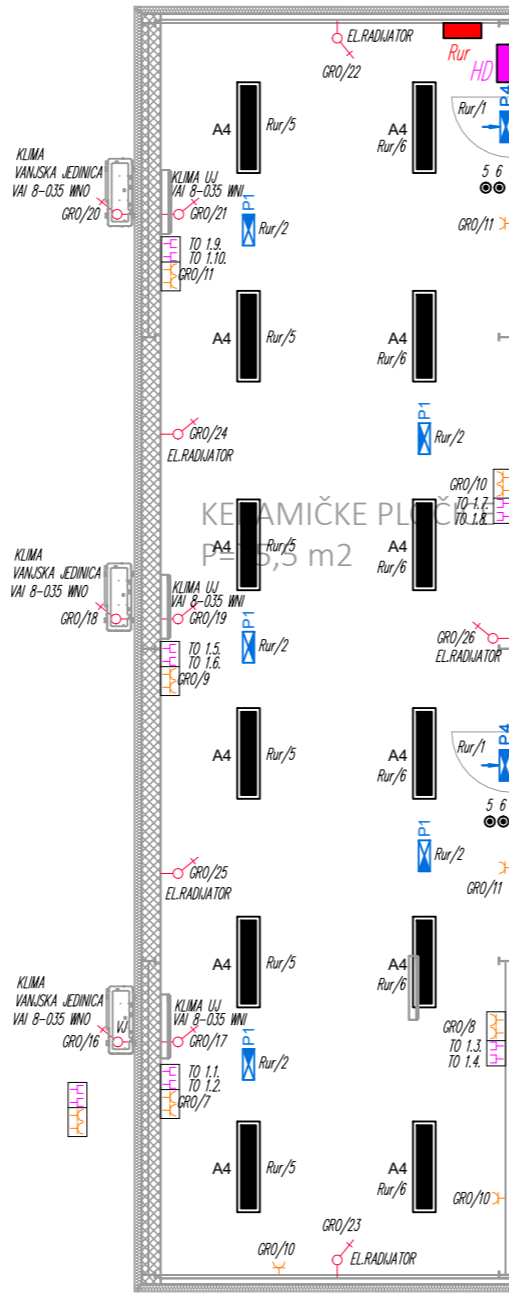 EL.RADIJATOR
GRO/22
Rur
HD
A4
Rur/5
A4
Rur/6
Rur/1
P4
5 6
KLIMA
VANJSKA JEDINICA
VAI 8-035 WNO
GRO/20
KLIMA UJ
VAI 8-035 WNI
GRO/21
P1
Rur/2
GRO/11
TO 1.9.
TO 1.10.
GRO/11
A4
Rur/5
A4
Rur/6
GRO/24
EL.RADIJATOR
P1
Rur/2
GRO/10
TO 1.7.
TO 1.8.
A4
Rur/5
A4
Rur/6
m2
KLIMA
VANJSKA JEDINICA
VAI 8-035 WNO
GRO/18
KLIMA UJ
VAI 8-035 WNI
GRO/19
P1
Rur/2
GRO/26
EL.RADIJATOR
TO 1.5.
TO 1.6.
GRO/9
A4
Rur/5
A4
Rur/6
Rur/1
P4
5 6
P1
Rur/2
GRO/25
EL.RADIJATOR
GRO/11
A4
Rur/5
A4
Rur/6
KLIMA
VANJSKA JEDINICA
VAI 8-035 WNO
VJ
GRO/16
KLIMA UJ
VAI 8-035 WNI
GRO/17
P1
Rur/2
GRO/8
TO 1.3.
TO 1.4.
TO 1.1.
TO 1.2.
GRO/7
A4
Rur/5
A4
Rur/6
GRO/10
GRO/23
GRO/10
EL.RADIJATOR